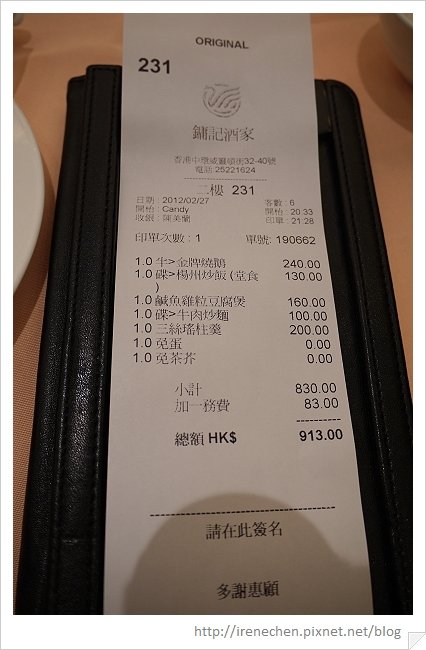 ORIGINAL
231
鏞記酒家
香港中環威靈頓街32-40號
電話:25221624
二樓 231
日期 : 2012/02/27 客數 : 6
開枱 : Candy 開枱 : 20:33
收銀 : 陳美蘭 印單 : 21:28
印單次數 : 1 單號: 190662
1.0 牛>金牌燒鵝 240.00
1.0 碟>楊州炒飯 (堂食 130.00
)
1.0 鹹魚雞粒豆腐煲 160.00
1.0 碟>牛肉炒麵 100.00
1.0 三絲瑤柱羹 200.00
1.0 免蛋 0.00
1.0 免茶芥 0.00
小計 830.00
加一務費 83.00
總額 HK$ 913.00
請在此簽名
多謝惠顧
http://irenechen.pixnet.net/blog